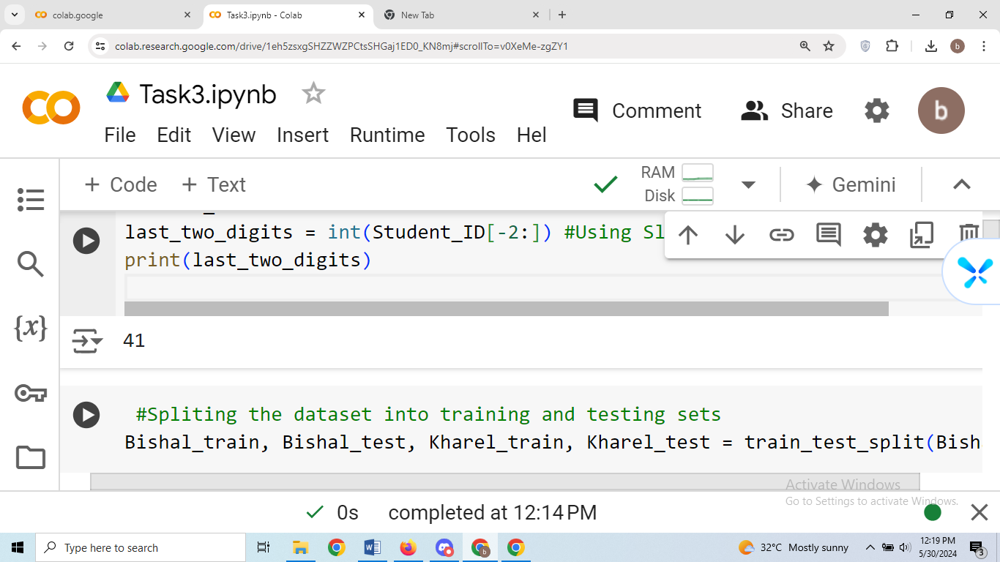 colab.google
Task3.ipynb - Colab
New Tab
colab.research.google.com/drive/1eh5zsxgSHZZWZPCtsSHGaj1ED0_KN8mj#scrollTo=v0XeMe-zgZY1
b
CO
Task3.ipynb
Comment
Share
b
File Edit View Insert Runtime Tools Hel
+ Code + Text
RAM
Disk
Gemini
last_two_digits = int(Student_ID[-2:]) #Using Sl
print(last_two_digits)
{x}
41
#Spliting the dataset into training and testing sets
Bishal_train, Bishal_test, Kharel_train, Kharel_test = train_test_split(Bish
Activate Windows
Go to Settings to activate Windows.
0s completed at 12:14 PM
Type here to search
32°C Mostly sunny
12:19 PM
5/30/2024
3